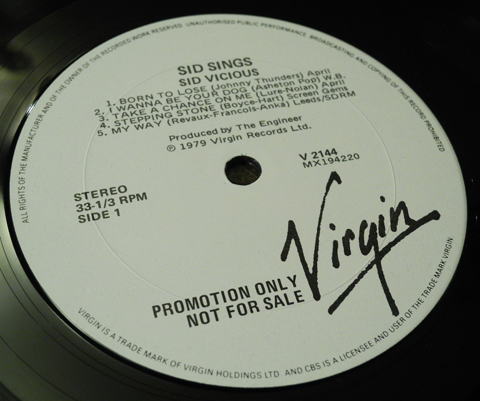 ALL RIGHTS OF THE MANUFACTURER AND OF THE OWNER OF THE RECORDED WORK RESERVED UNAUTHORISED PUBLIC PERFORMANCE BROADCASTING AND COPYING OF THIS RECORD PROHIBITED
SID SINGS
SID VICIOUS
1. BORN TO LOSE (Johnny Thunders) April
2. I WANNA BE YOUR DOG (Asheton Pop) W.B.
3. TAKE A CHANCE ON ME (Lure-Nolan) April
4. STEPPING STONE (Boyce-Hart) Screen Gems
5. MY WAY (Revaux-Francois-Anka) Leeds/SDRM
Produced by The Engineer
℗ 1979 Virgin Records Ltd.
STEREO
33-1/3 RPM
SIDE 1
V 2144
MX194220
Virgin
PROMOTION ONLY
NOT FOR SALE
VIRGIN IS A TRADE MARK OF VIRGIN HOLDINGS LTD. AND CBS IS A LICENSEE AND USER OF THE TRADE MARK VIRGIN